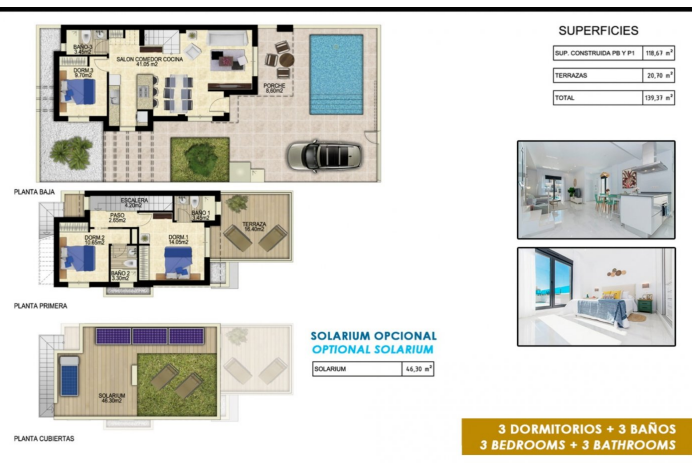 SUPERFICIES
SUP. CONSTRUIDA PB Y P1 118,67 m²
TERRAZAS 20,70 m²
TOTAL 139,37 m²
BAÑO-3
3.45m2
SALON COMEDOR COCINA
41.05 m2
DORM.3
9.70m2
PORCHE
6,60m2
PLANTA BAJA
ESCALERA
4.20m2
PASO
2.65m2
BAÑO 1
3.45m2
TERRAZA
16.40m2
DORM.2
10.65m2
DORM.1
14.05m2
BAÑO 2
3.30m2
PLANTA PRIMERA
SOLARIUM OPCIONAL
OPTIONAL SOLARIUM
SOLARIUM 46,30 m²
SOLARIUM
46.30m2
PLANTA CUBIERTAS
3 DORMITORIOS + 3 BAÑOS
3 BEDROOMS + 3 BATHROOMS